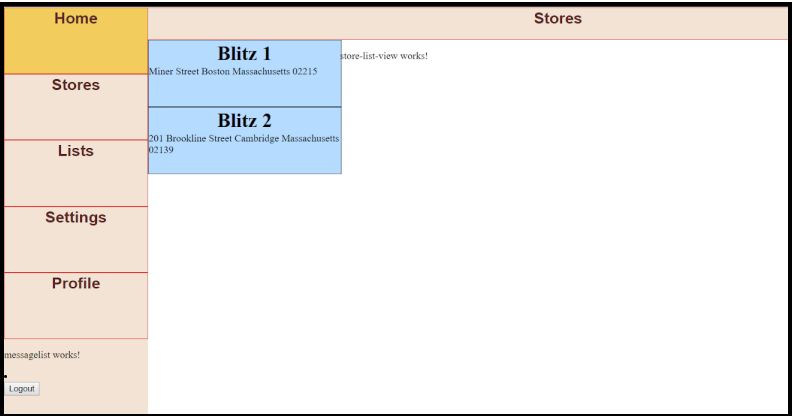 Home
Stores
Lists
Settings
Profile
messagelist works!
Logout
Stores
Blitz 1
Miner Street Boston Massachusetts 02215
Blitz 2
201 Brookline Street Cambridge Massachusetts
02139
store-list-view works!